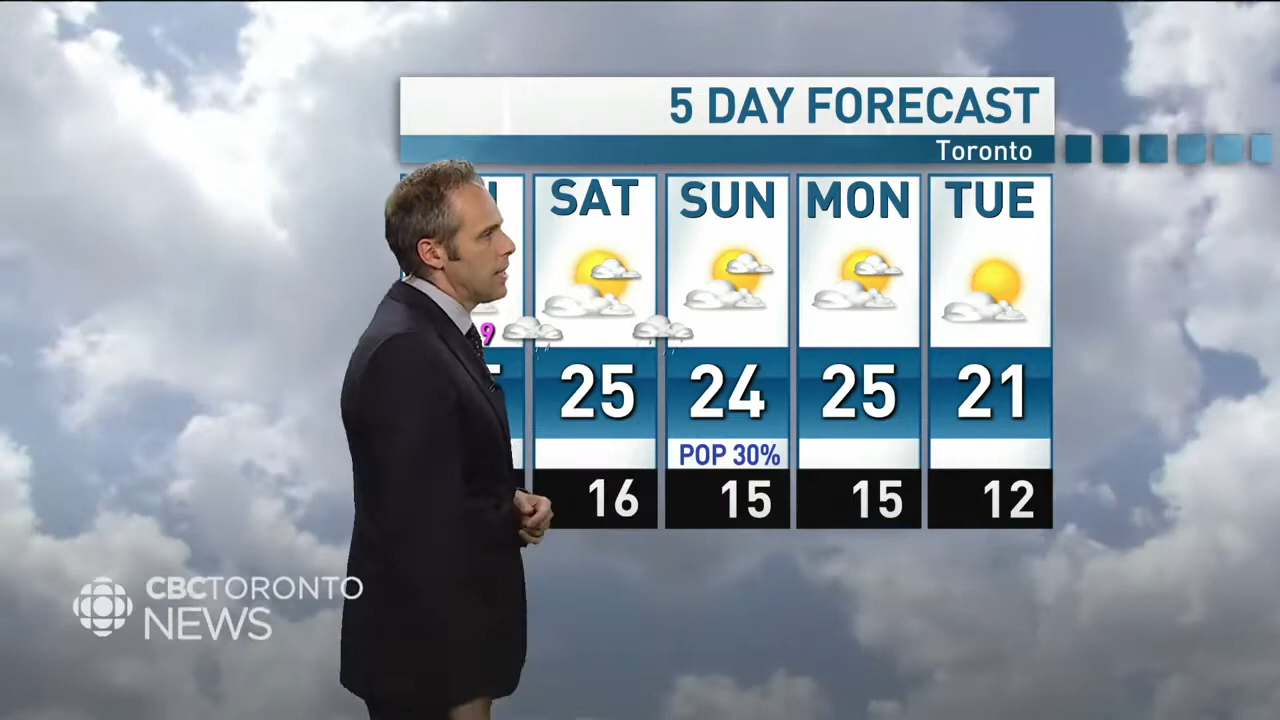 5 DAY FORECAST
Toronto
SAT SUN MON TUE
9
25 24 25 21
POP 30%
16 15 15 12
CBCTORONTO
NEWS